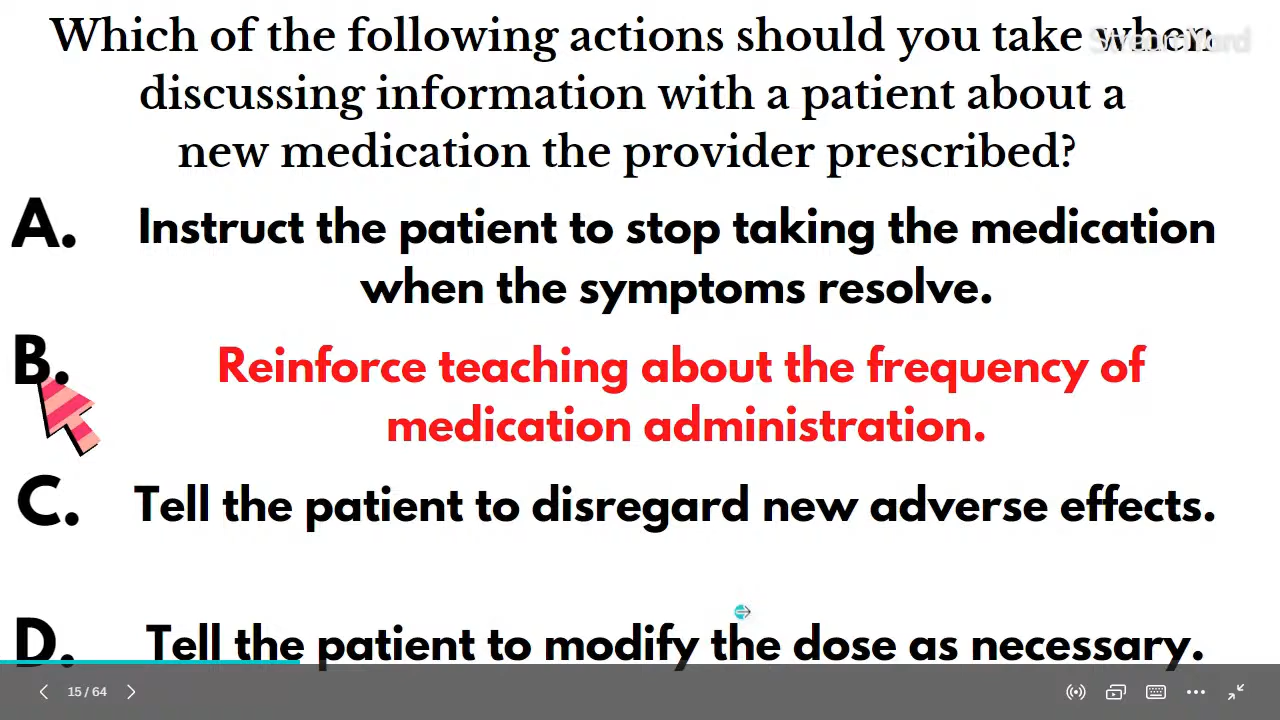 Which of the following actions should you take when
StreamYard
discussing information with a patient about a
new medication the provider prescribed?
A. Instruct the patient to stop taking the medication
when the symptoms resolve.
B. Reinforce teaching about the frequency of
medication administration.
C. Tell the patient to disregard new adverse effects.
D. Tell the patient to modify the dose as necessary.
15 / 64